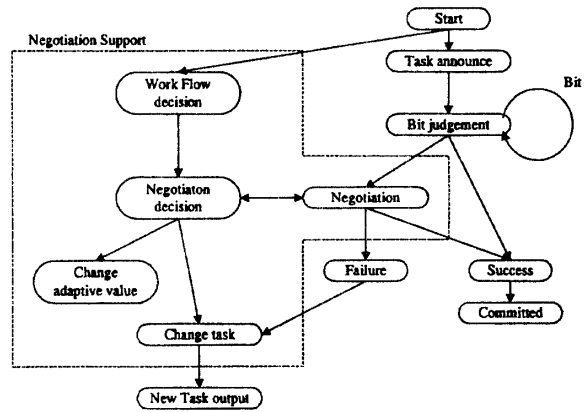 Start
Negotiation Support
Task announce
Work Flow
decision
Bit
Bit judgement
Negotiaton
decision
Negotiation
Change
adaptive value
Failure
Success
Committed
Change task
New Task output